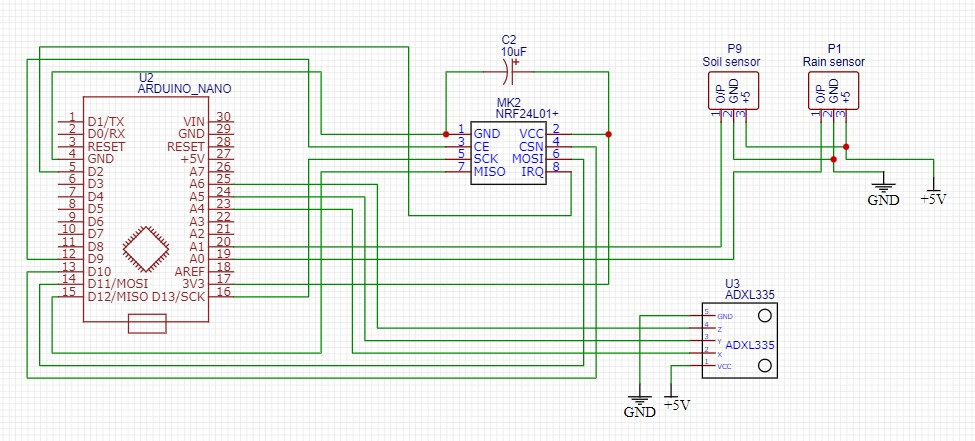 U2
ARDUINO_NANO
1 D1/TX VIN 30
2 D0/RX GND 29
3 RESET RESET 28
4 GND +5V 27
5 D2 A7 26
6 D3 A6 25
7 D4 A5 24
8 D5 A4 23
9 D6 A3 22
10 D7 A2 21
11 D8 A1 20
12 D9 A0 19
13 D10 AREF 18
14 D11/MOSI 3V3 17
15 D12/MISO D13/SCK 16
C2
10uF
+
MK2
NRF24L01+
1 GND VCC 2
3 CE CSN 4
5 SCK MOSI 6
7 MISO IRQ 8
P9
Soil sensor
O/P
GND
+5
1 2 3
P1
Rain sensor
O/P
GND
+5
1 2 3
GND
+5V
U3
ADXL335
5 GND
4 Z
3 Y
2 X
1 VCC
ADXL335
GND
+5V